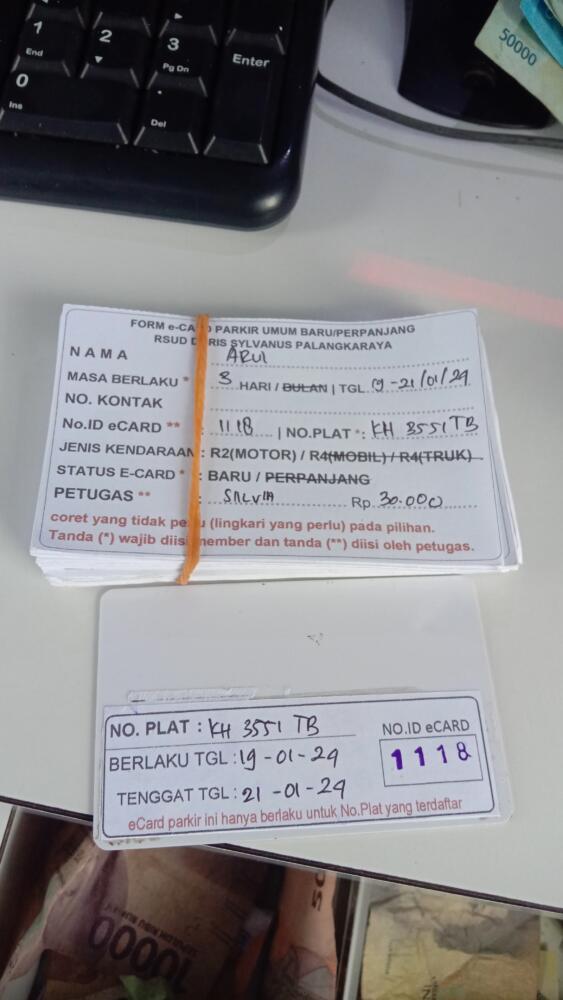 1
End
2
3
Pg Dn
Enter
0
Ins
.
Del
50000
FORM e-CARD PARKIR UMUM BARU/PERPANJANG
RSUD DORIS SYLVANUS PALANGKARAYA
NAMA ARUL
MASA BERLAKU * 3 HARI / BULAN | TGL 19 - 21/01/24
NO. KONTAK
No.ID eCARD ** : 1118 | NO.PLAT *: KH 3551 TB
JENIS KENDARAAN : R2(MOTOR) / R4(MOBIL) / R4(TRUK)
STATUS E-CARD * : BARU / PERPANJANG
PETUGAS ** : SALVIA Rp 30.000
coret yang tidak perlu (lingkari yang perlu) pada pilihan.
Tanda (*) wajib diisi member dan tanda (**) diisi oleh petugas.
NO. PLAT : KH 3551 TB
NO.ID eCARD
1118
BERLAKU TGL : 19-01-24
TENGGAT TGL : 21-01-24
eCard parkir ini hanya berlaku untuk No.Plat yang terdaftar
10000